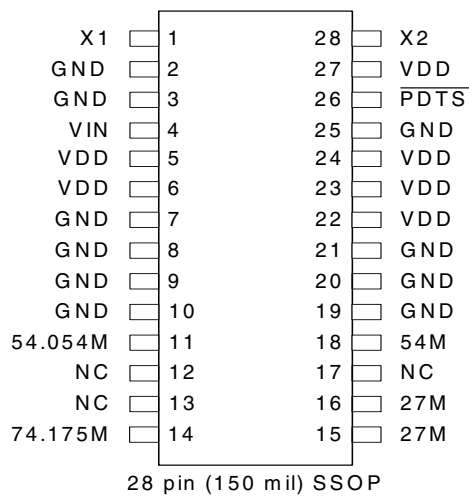 X1 1 28 X2
GND 2 27 VDD
GND 3 26 PDTS
VIN 4 25 GND
VDD 5 24 VDD
VDD 6 23 VDD
GND 7 22 VDD
GND 8 21 GND
GND 9 20 GND
GND 10 19 GND
54.054M 11 18 54M
NC 12 17 NC
NC 13 16 27M
74.175M 14 15 27M
28 pin (150 mil) SSOP